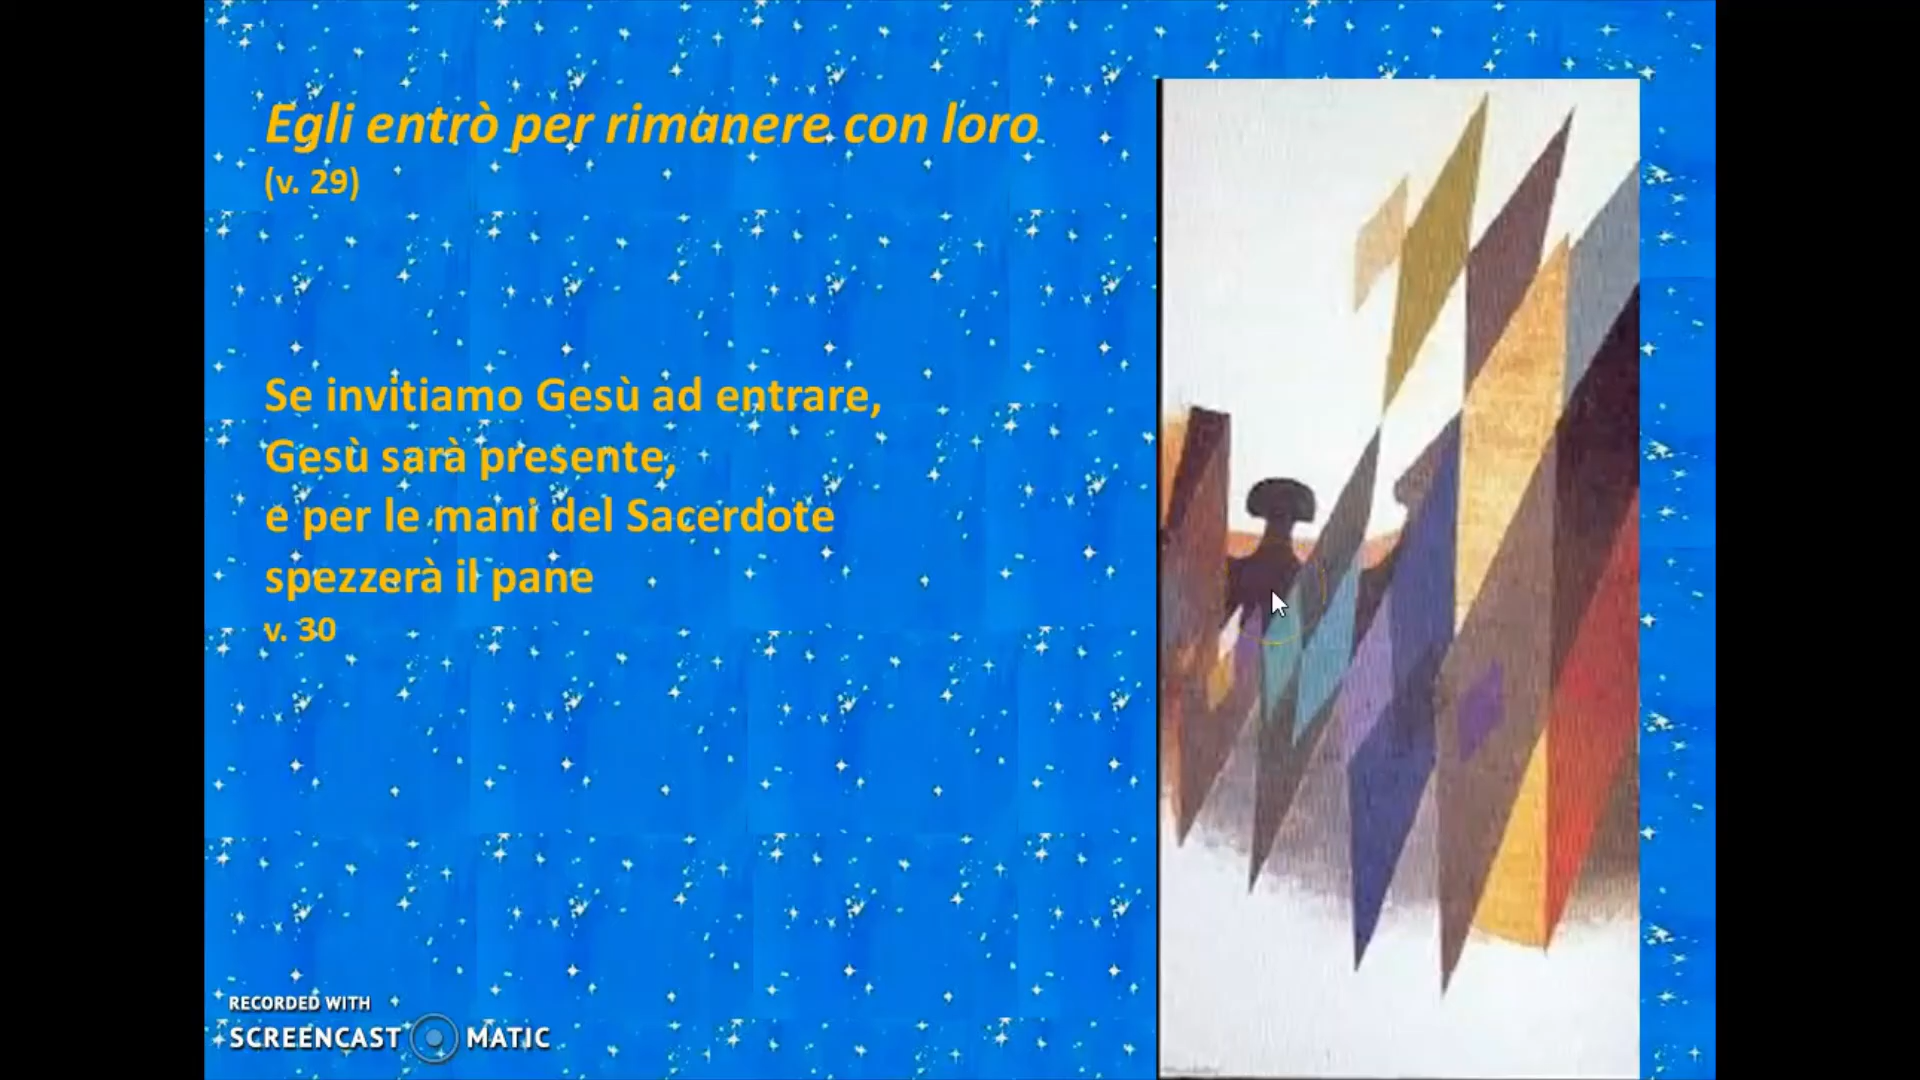 Egli entrò per rimanere con loro
(v. 29)
Se invitiamo Gesù ad entrare,
Gesù sarà presente,
e per le mani del Sacerdote
spezzerà il pane
v. 30
RECORDED WITH
SCREENCAST MATIC